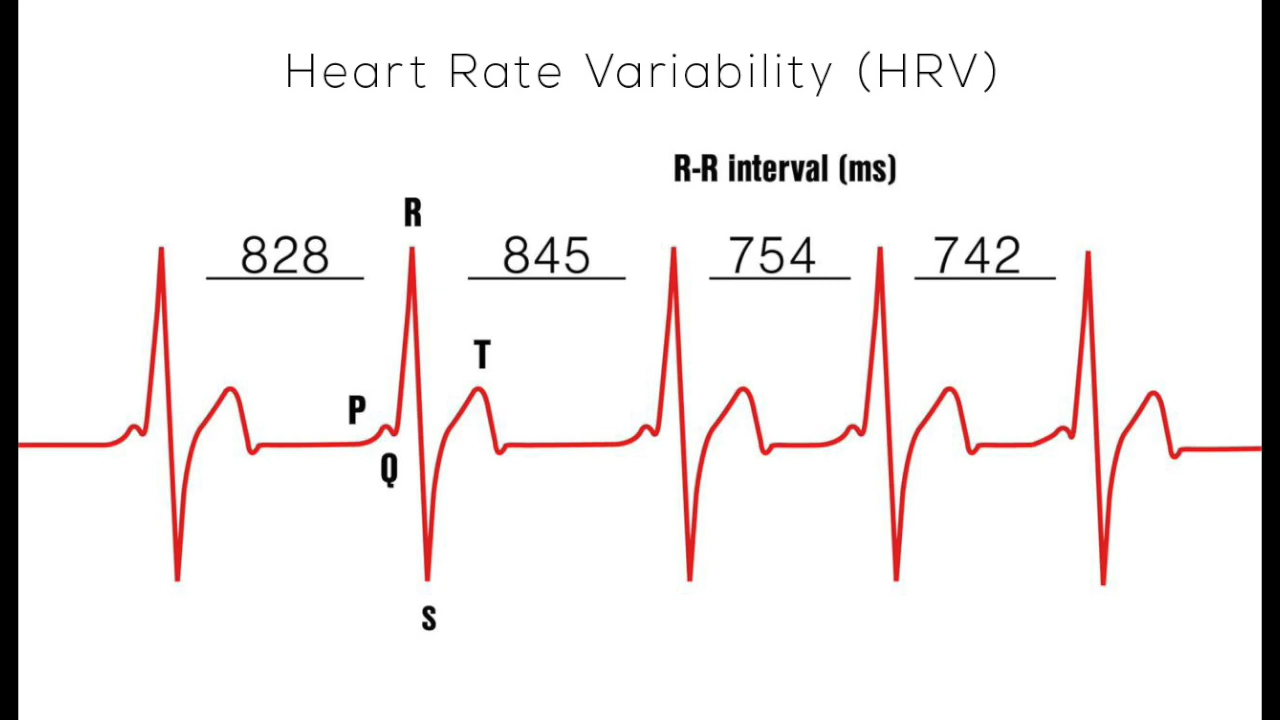 Heart Rate Variability (HRV)
R-R interval (ms)
R
828 845 754 742
T
P
Q
S